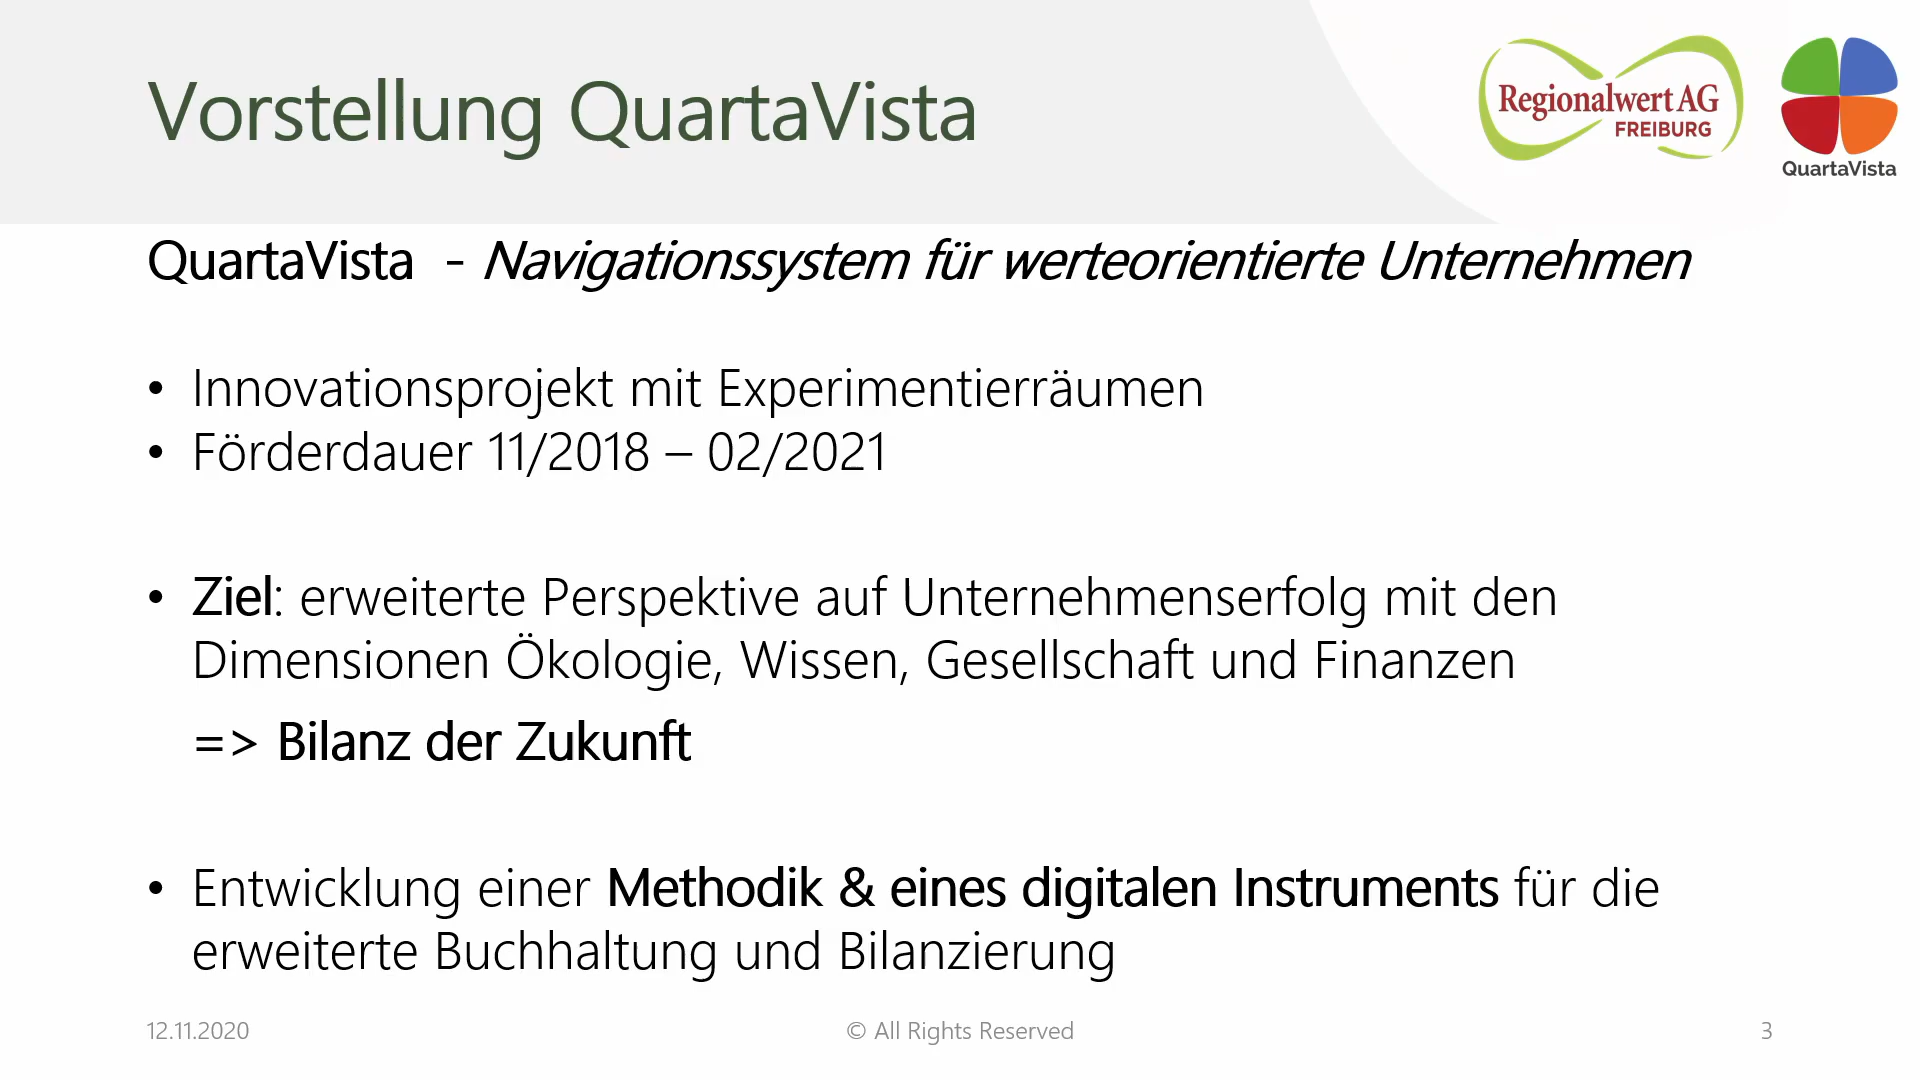 Vorstellung QuartaVista
Regionalwert AG
FREIBURG
QuartaVista
QuartaVista - Navigationssystem für werteorientierte Unternehmen
• Innovationsprojekt mit Experimentierräumen
• Förderdauer 11/2018 – 02/2021
• Ziel: erweiterte Perspektive auf Unternehmenserfolg mit den
Dimensionen Ökologie, Wissen, Gesellschaft und Finanzen
=> Bilanz der Zukunft
• Entwicklung einer Methodik & eines digitalen Instruments für die
erweiterte Buchhaltung und Bilanzierung
12.11.2020
© All Rights Reserved
3